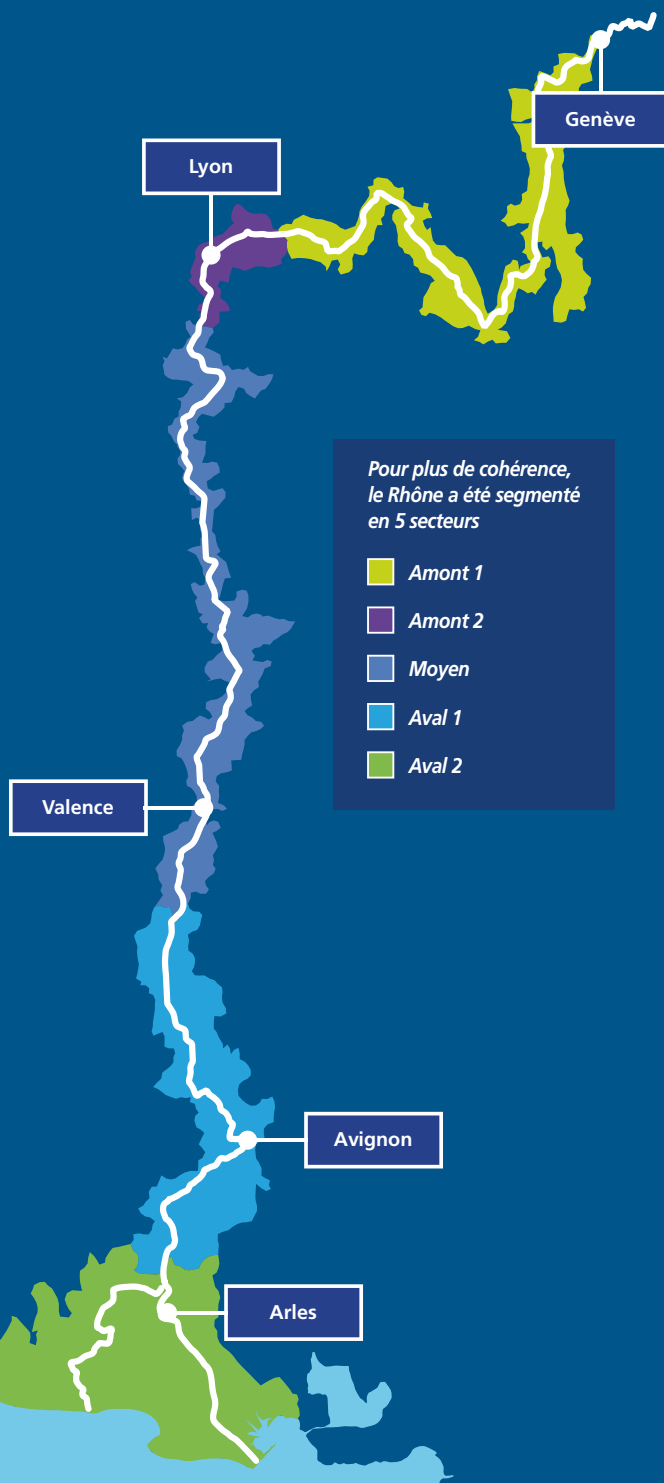 Genève
Lyon
Pour plus de cohérence,
le Rhône a été segmenté
en 5 secteurs
Amont 1
Amont 2
Moyen
Aval 1
Aval 2
Valence
Avignon
Arles